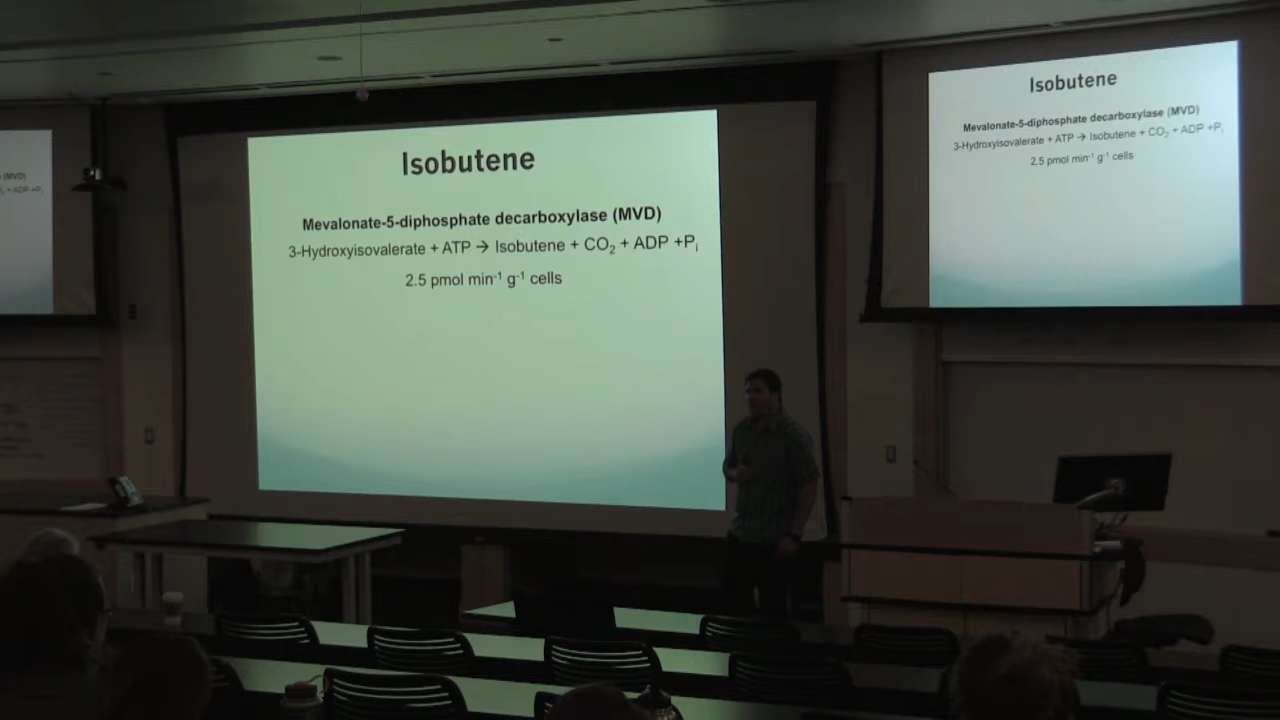 Isobutene
Mevalonate-5-diphosphate decarboxylase (MVD)
3-Hydroxyisovalerate + ATP → Isobutene + CO₂ + ADP +Pᵢ
2.5 pmol min⁻¹ g⁻¹ cells
Isobutene
Mevalonate-5-diphosphate decarboxylase (MVD)
3-Hydroxyisovalerate + ATP → Isobutene + CO₂ + ADP +Pᵢ
2.5 pmol min⁻¹ g⁻¹ cells
(MVD)
+ ADP +Pᵢ